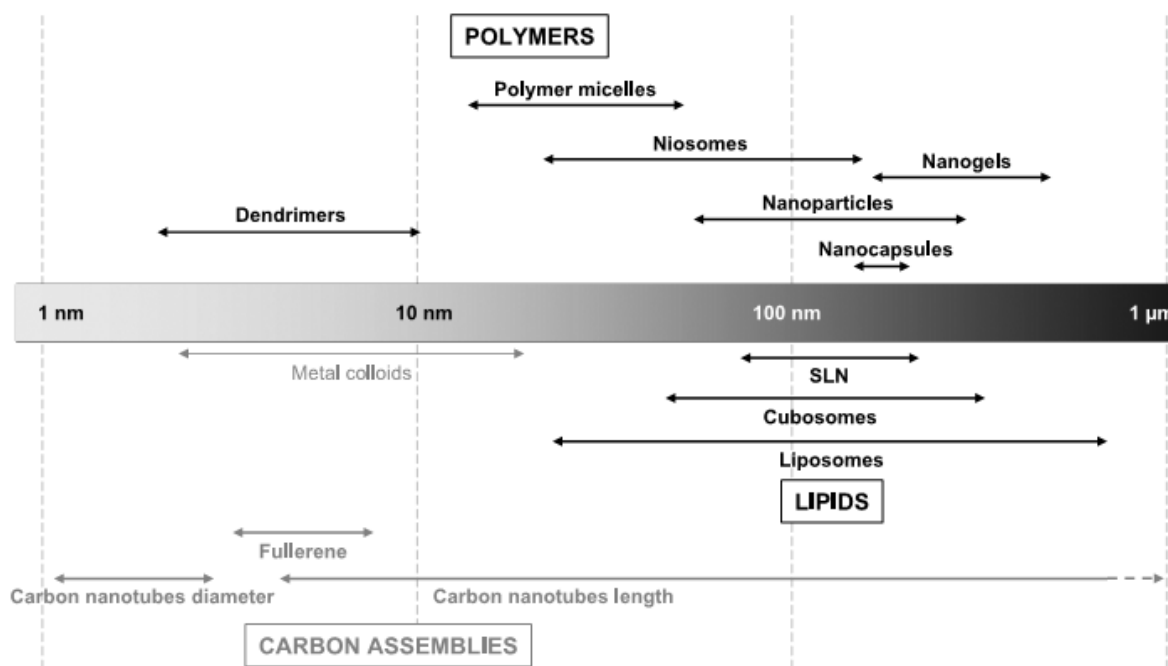 POLYMERS
Polymer micelles
Niosomes
Nanogels
Nanoparticles
Dendrimers
Nanocapsules
1 nm
10 nm
100 nm
1 µm
Metal colloids
SLN
Cubosomes
Liposomes
LIPIDS
Fullerene
Carbon nanotubes diameter
Carbon nanotubes length
CARBON ASSEMBLIES